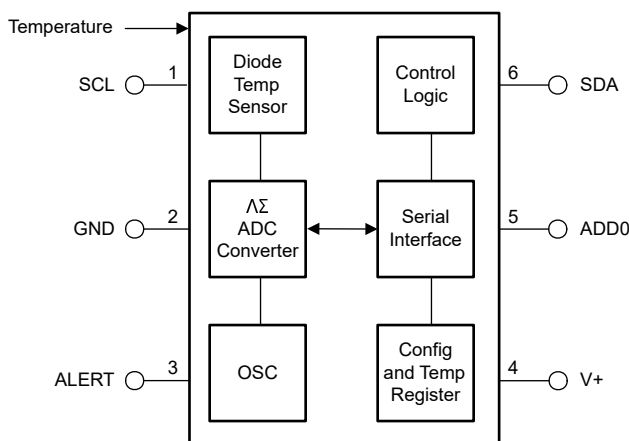 Temperature
Diode
Temp
Sensor
Control
Logic
SCL
1
6
SDA
ΛΣ
ADC
Converter
Serial
Interface
GND
2
5
ADD0
OSC
Config
and Temp
Register
ALERT
3
4
V+